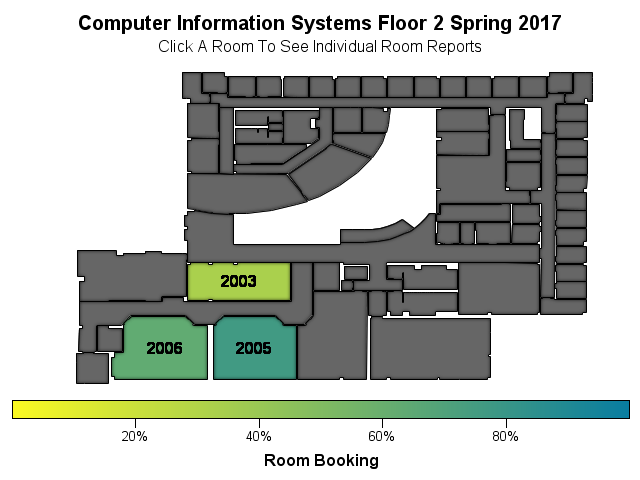 Computer Information Systems Floor 2 Spring 2017
Click A Room To See Individual Room Reports
2003
2006 2005
20% 40% 60% 80%
Room Booking